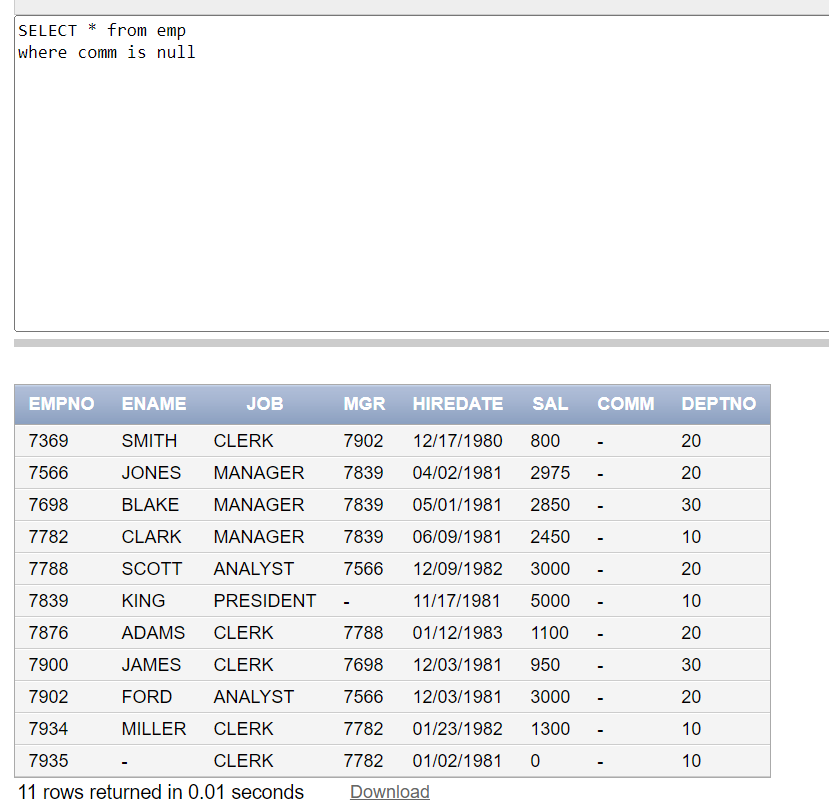 SELECT * from emp
where comm is null
EMPNO ENAME JOB MGR HIREDATE SAL COMM DEPTNO
7369 SMITH CLERK 7902 12/17/1980 800 - 20
7566 JONES MANAGER 7839 04/02/1981 2975 - 20
7698 BLAKE MANAGER 7839 05/01/1981 2850 - 30
7782 CLARK MANAGER 7839 06/09/1981 2450 - 10
7788 SCOTT ANALYST 7566 12/09/1982 3000 - 20
7839 KING PRESIDENT - 11/17/1981 5000 - 10
7876 ADAMS CLERK 7788 01/12/1983 1100 - 20
7900 JAMES CLERK 7698 12/03/1981 950 - 30
7902 FORD ANALYST 7566 12/03/1981 3000 - 20
7934 MILLER CLERK 7782 01/23/1982 1300 - 10
7935 - CLERK 7782 01/02/1981 0 - 10
11 rows returned in 0.01 seconds Download